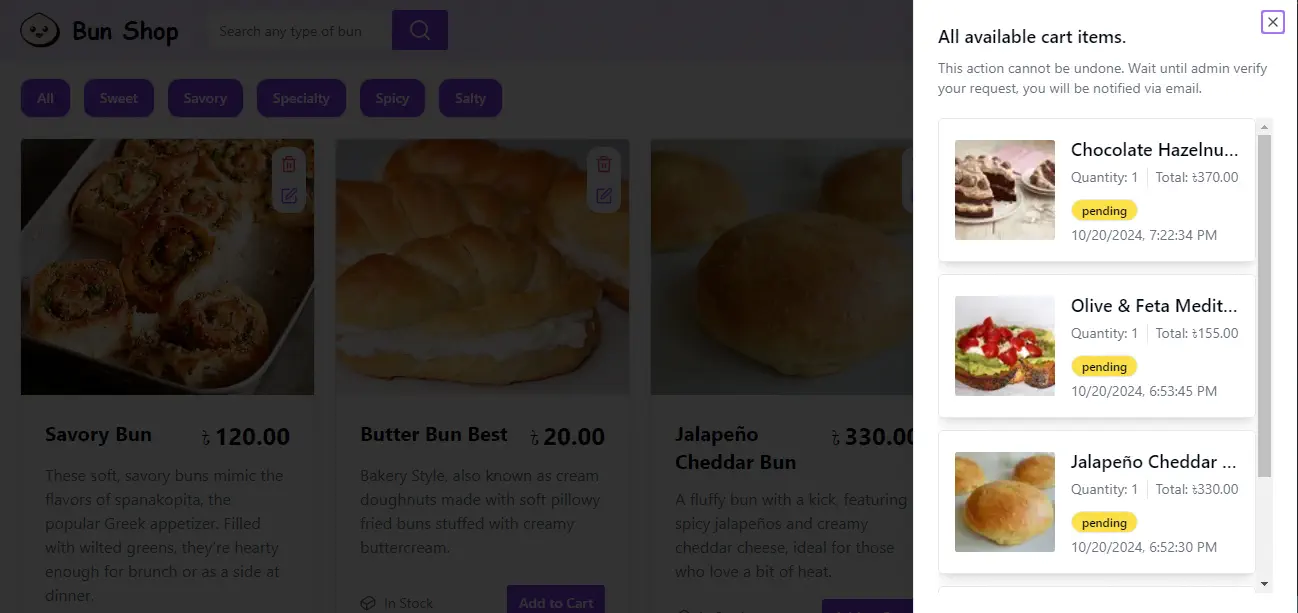 Bun Shop
Search any type of bun
All
Sweet
Savory
Specialty
Spicy
Salty
Savory Bun
৳ 120.00
These soft, savory buns mimic the
flavors of spanakopita, the
popular Greek appetizer. Filled
with wilted greens, they're hearty
enough for brunch or as a side at
dinner.
Butter Bun Best
৳ 20.00
Bakery Style, also known as cream
doughnuts made with soft pillowy
fried buns stuffed with creamy
buttercream.
In Stock
Add to Cart
Jalapeño
Cheddar Bun
৳ 330.00
A fluffy bun with a kick, featuring
spicy jalapeños and creamy
cheddar cheese, ideal for those
who love a bit of heat.
All available cart items.
This action cannot be undone. Wait until admin verify
your request, you will be notified via email.
Chocolate Hazelnu...
Quantity: 1 Total: ৳370.00
pending
10/20/2024, 7:22:34 PM
Olive & Feta Medit...
Quantity: 1 Total: ৳155.00
pending
10/20/2024, 6:53:45 PM
Jalapeño Cheddar ...
Quantity: 1 Total: ৳330.00
pending
10/20/2024, 6:52:30 PM